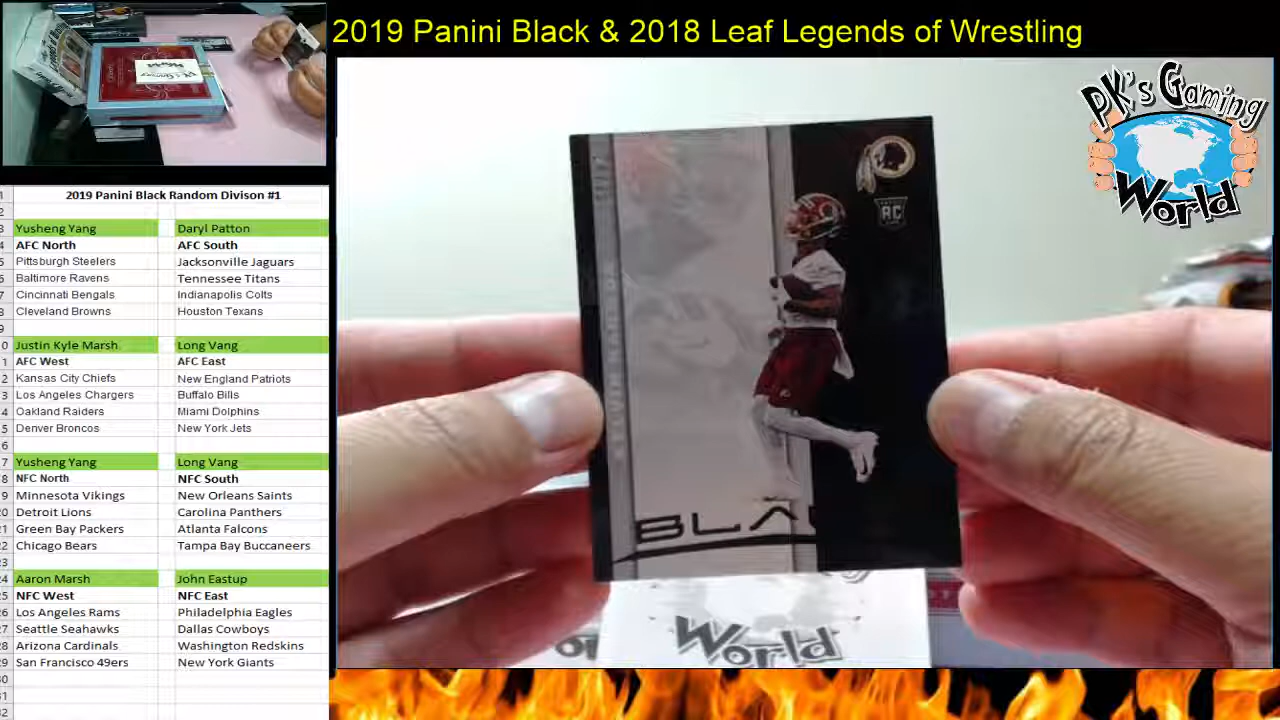 2019 Panini Black & 2018 Leaf Legends of Wrestling
PK's Gaming World
2019 Panini Black Random Divison #1
Yusheng Yang Daryl Patton
AFC North AFC South
Pittsburgh Steelers Jacksonville Jaguars
Baltimore Ravens Tennessee Titans
Cincinnati Bengals Indianapolis Colts
Cleveland Browns Houston Texans
Justin Kyle Marsh Long Vang
AFC West AFC East
Kansas City Chiefs New England Patriots
Los Angeles Chargers Buffalo Bills
Oakland Raiders Miami Dolphins
Denver Broncos New York Jets
Yusheng Yang Long Vang
NFC North NFC South
Minnesota Vikings New Orleans Saints
Detroit Lions Carolina Panthers
Green Bay Packers Atlanta Falcons
Chicago Bears Tampa Bay Buccaneers
Aaron Marsh John Eastup
NFC West NFC East
Los Angeles Rams Philadelphia Eagles
Seattle Seahawks Dallas Cowboys
Arizona Cardinals Washington Redskins
San Francisco 49ers New York Giants
RC
World